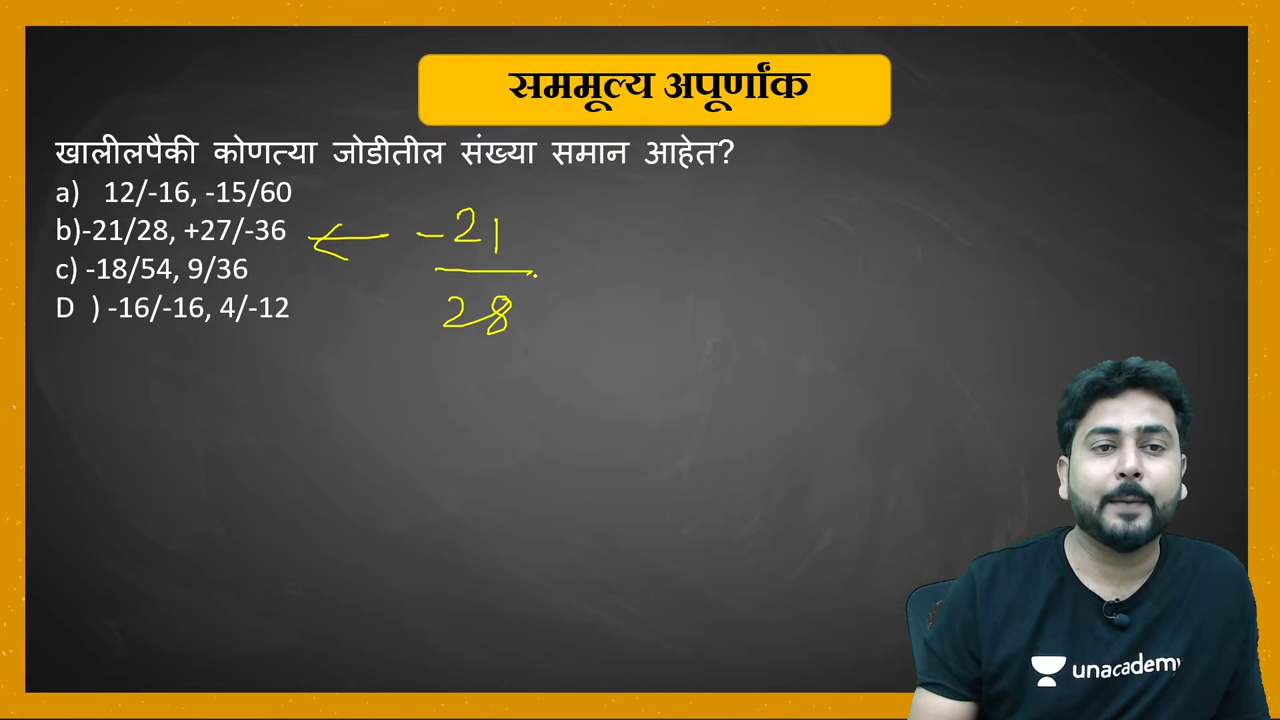 सममूल्य अपूर्णांक
खालीलपैकी कोणत्या जोडीतील संख्या समान आहेत?
a) 12/-16, -15/60
b)-21/28, +27/-36
c) -18/54, 9/36
D ) -16/-16, 4/-12
-21
28
unacademy